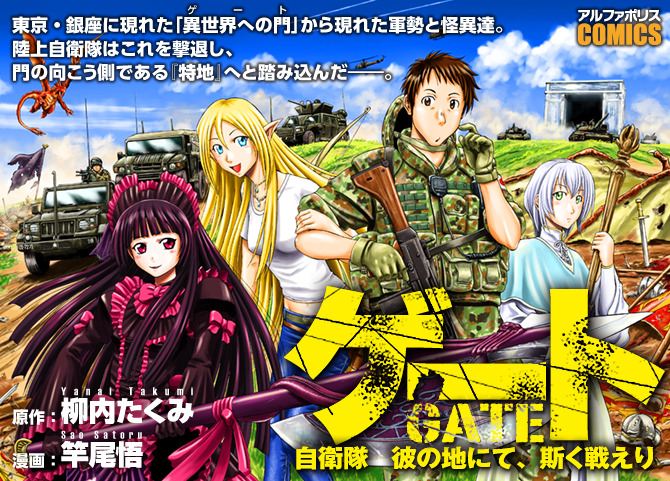 東京・銀座に現れた「異世界への門」から現れた軍勢と怪異達。
ゲート
陸上自衛隊はこれを撃退し、
門の向こう側である『特地』へと踏み込んだ――。
アルファポリス
COMICS
ゲート
GATE
自衛隊 彼の地にて、斯く戦えり
Yanai Takumi
原作:柳内たくみ
Sao Satoru
漫画:竿尾悟